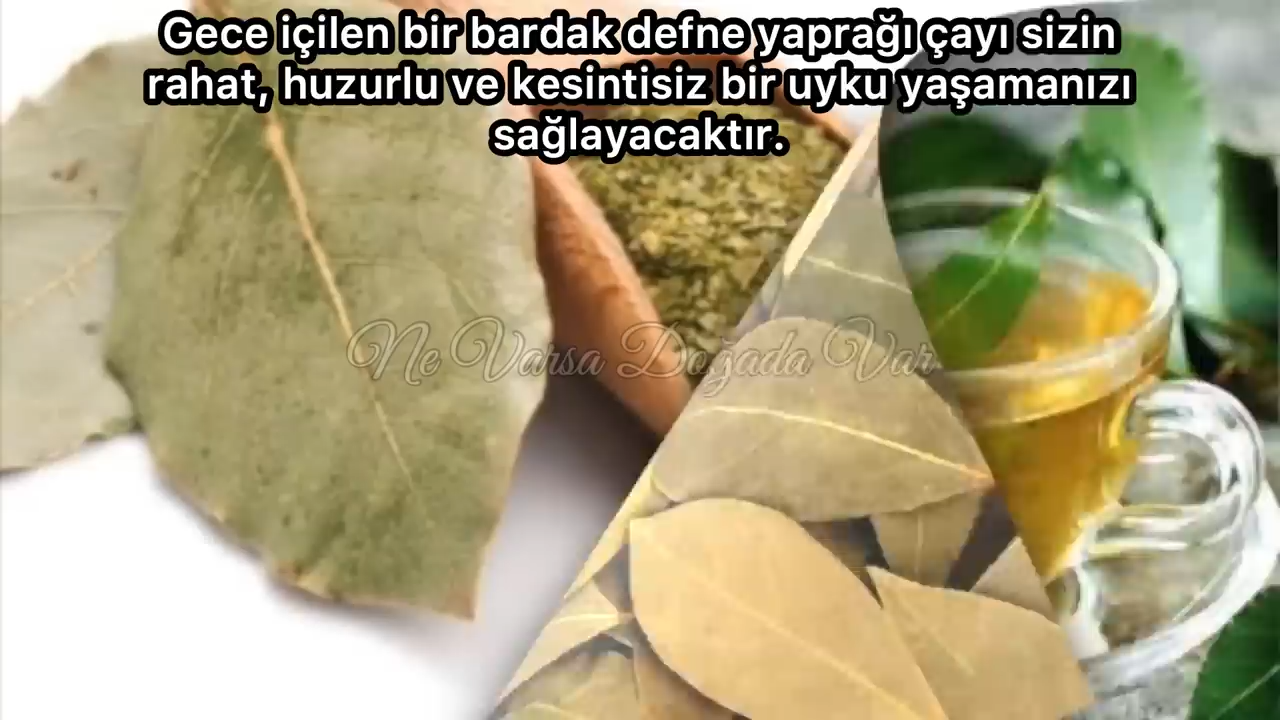 Gece içilen bir bardak defne yaprağı çayı sizin
rahat, huzurlu ve kesintisiz bir uyku yaşamanızı
sağlayacaktır.
Ne Varsa Doğada Var